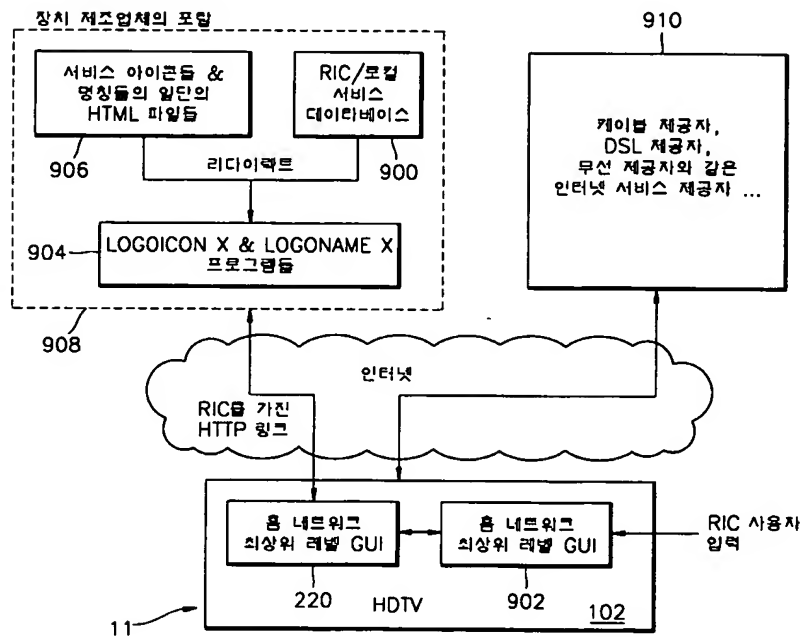 장치 제조업체의 포탈
서비스 아이콘들 &
명칭들의 일단의
HTML 파일들
906
RIC/로컬
서비스
데이타베이스
900
리다이렉트
904
LOGOICON X & LOGONAME X
프로그램들
908
910
케이블 제공자,
DSL 제공자,
무선 제공자와 같은
인터넷 서비스 제공자 ...
인터넷
RIC를 가진
HTTP 링크
홈 네트워크
최상위 레벨 GUI
220
홈 네트워크
최상위 레벨 GUI
902
RIC 사용자
입력
HDTV
102
11